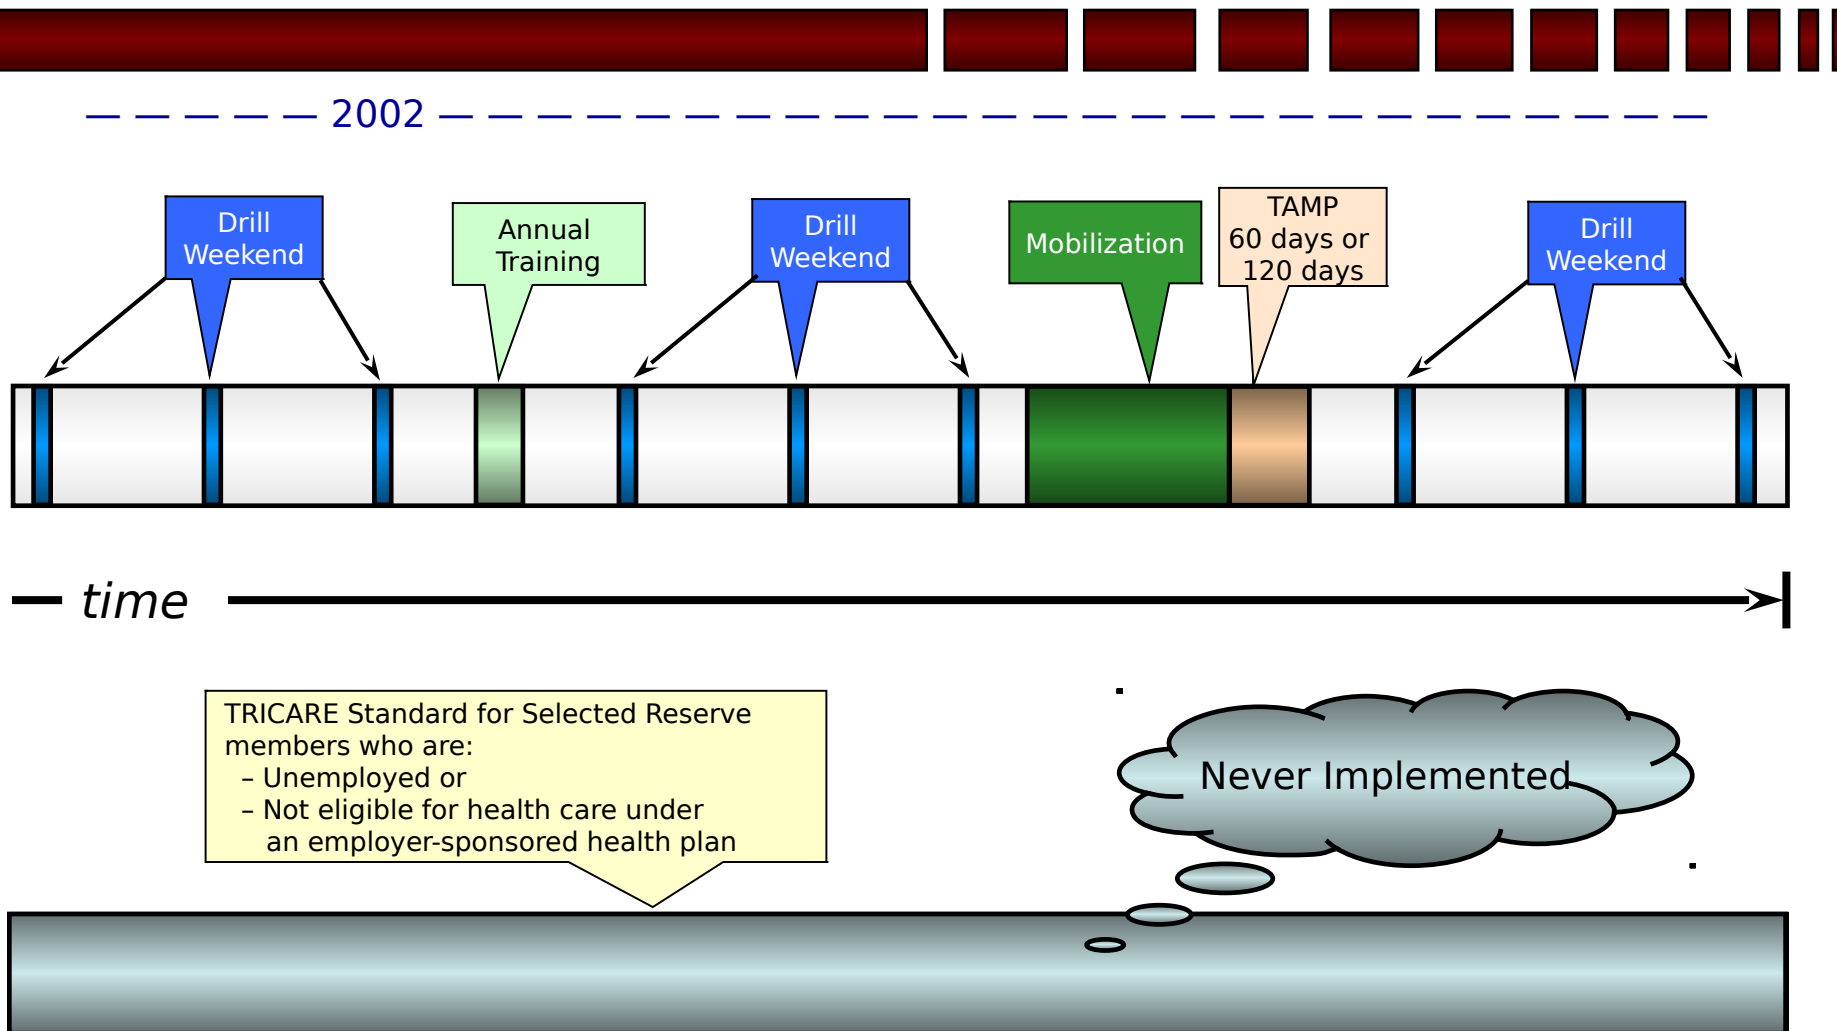 2002
Drill
Weekend
Annual
Training
Drill
Weekend
Mobilization
TAMP
60 days or
120 days
Drill
Weekend
time
TRICARE Standard for Selected Reserve
members who are:
– Unemployed or
– Not eligible for health care under
an employer-sponsored health plan
Never Implemented